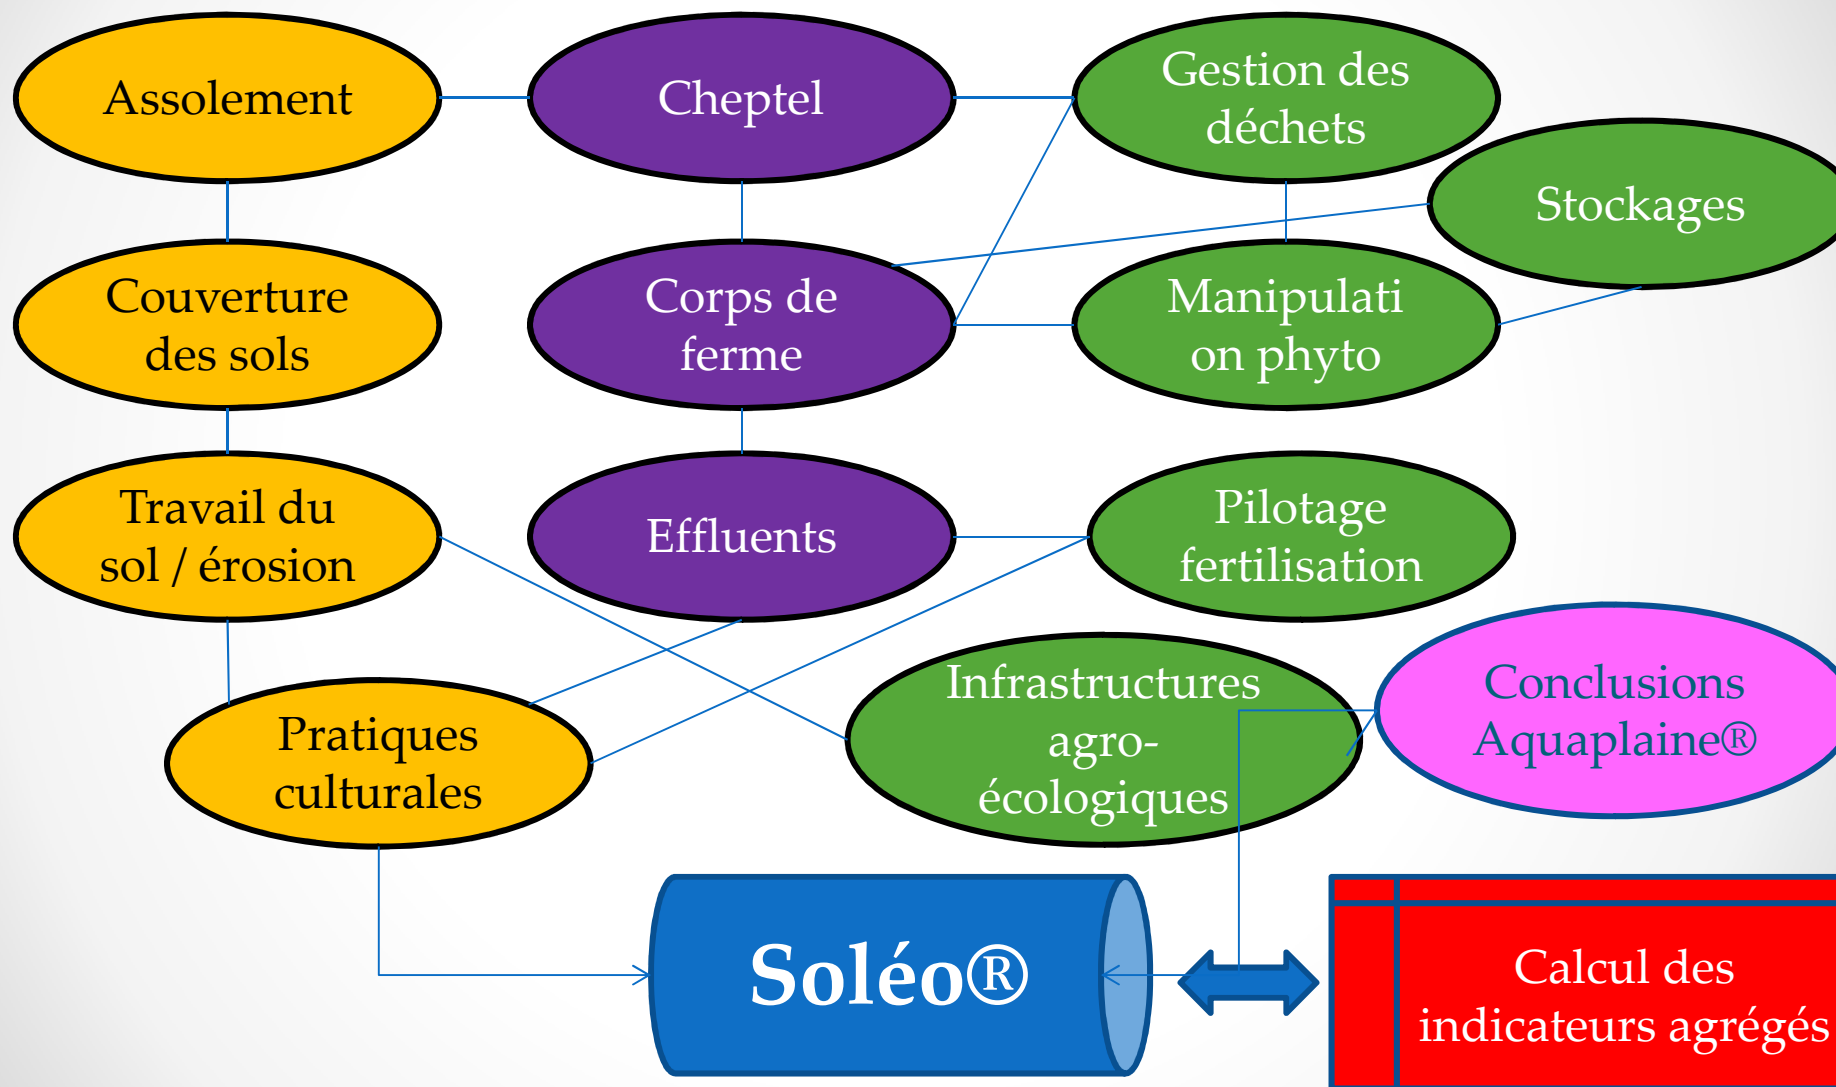 Assolement
Cheptel
Gestion des
déchets
Stockages
Couverture
des sols
Corps de
ferme
Manipulati
on phyto
Travail du
sol / érosion
Effluents
Pilotage
fertilisation
Pratiques
culturales
Infrastructures
agro-
écologiques
Conclusions
Aquaplaine®
Soléo®
Calcul des
indicateurs agrégés